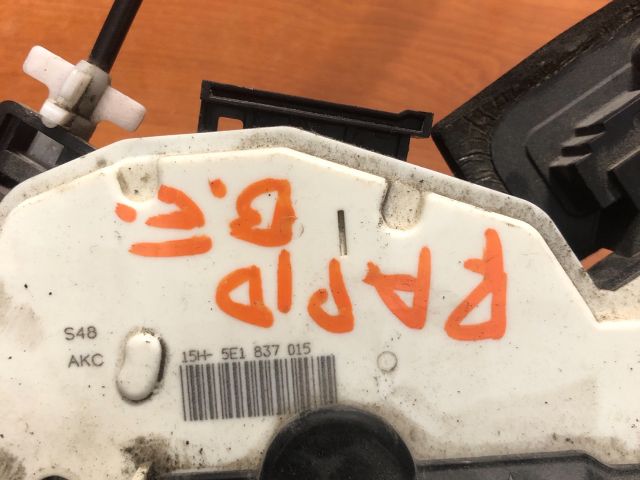 RAPID
B.
S48
AKC
15H- 5E1 837 015